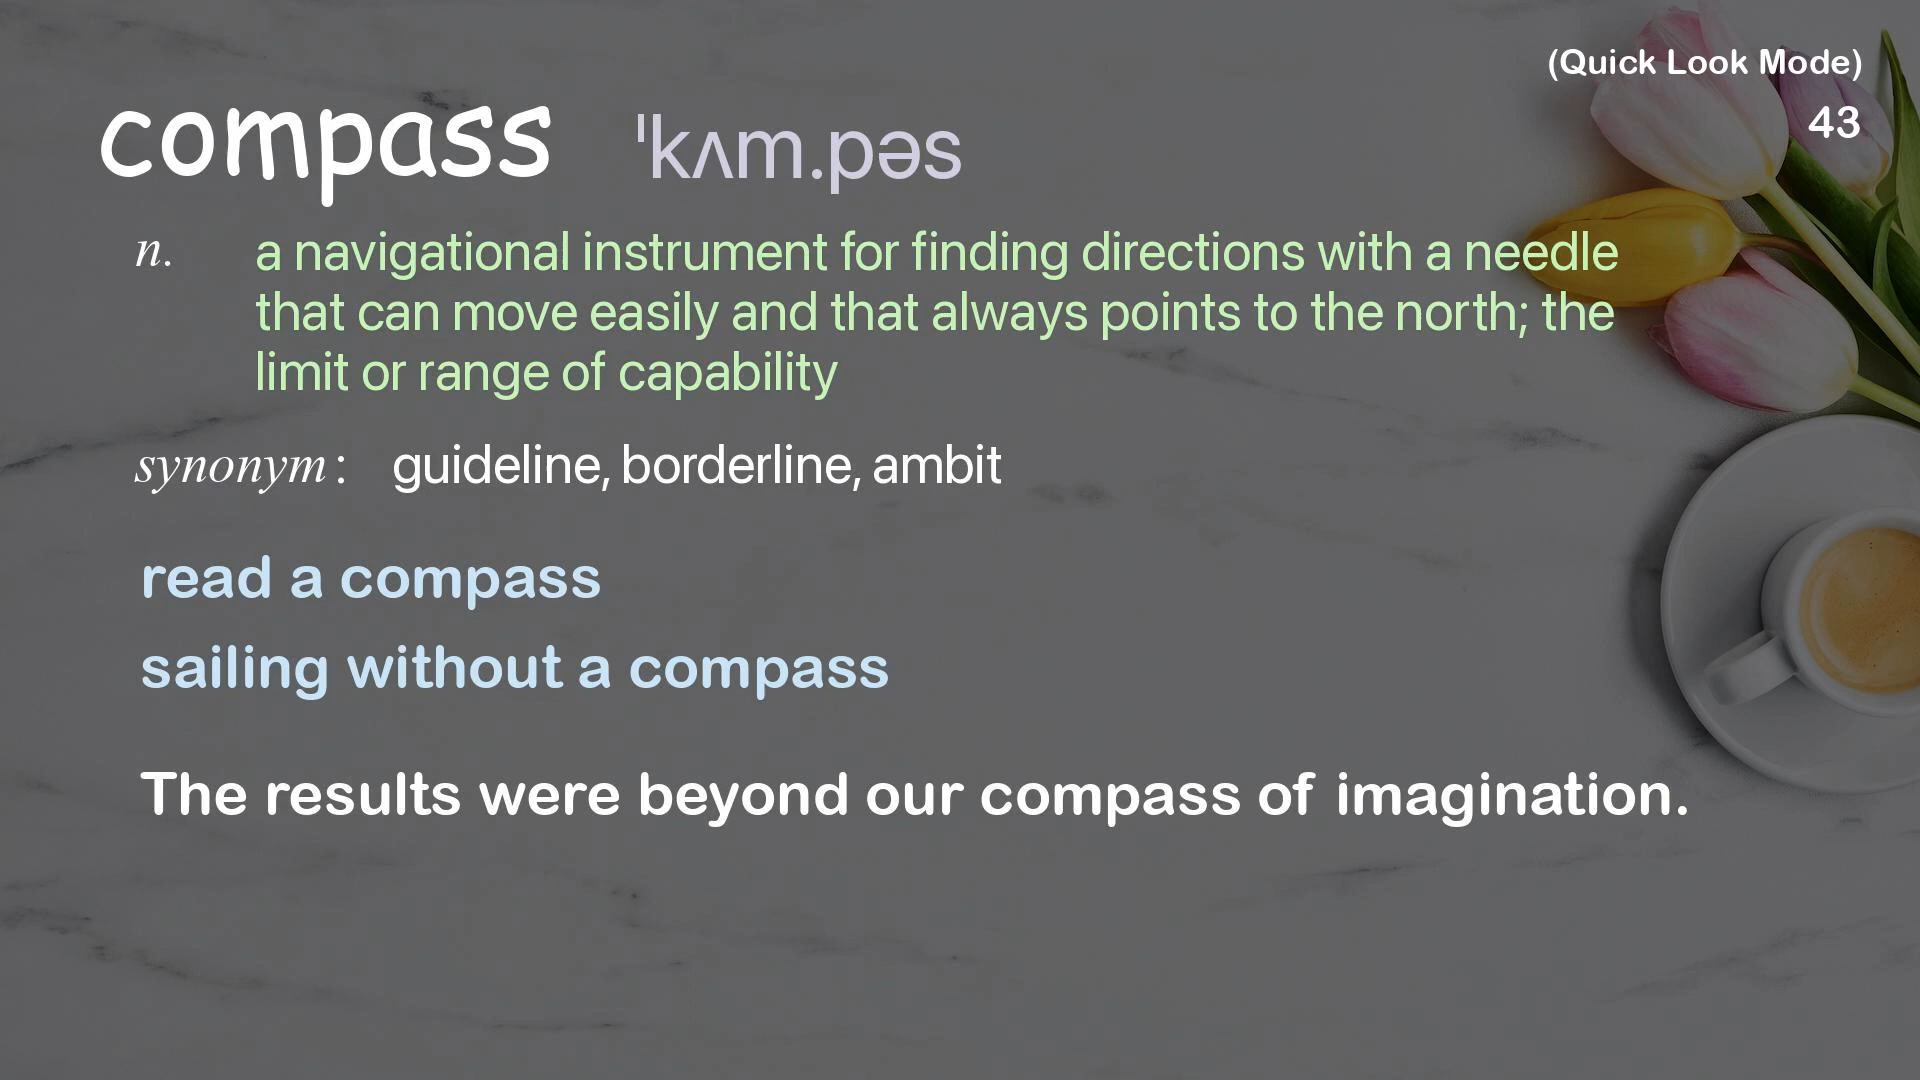 (Quick Look Mode)
43
compass ˈkʌm.pəs
n. a navigational instrument for finding directions with a needle
that can move easily and that always points to the north; the
limit or range of capability
synonym: guideline, borderline, ambit
read a compass
sailing without a compass
The results were beyond our compass of imagination.